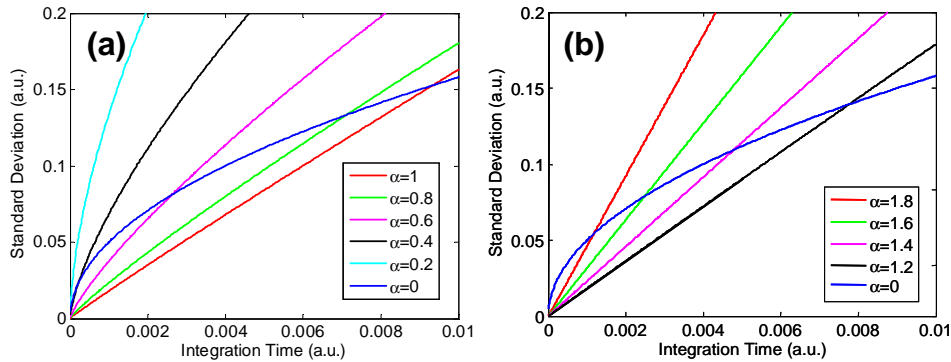 (a)
Standard Deviation (a.u.)
0.2
0.15
0.1
0.05
0
0
0.002
0.004
0.006
0.008
0.01
Integration Time (a.u.)
α=1
α=0.8
α=0.6
α=0.4
α=0.2
α=0
(b)
Standard Deviation (a.u.)
0.2
0.15
0.1
0.05
0
0
0.002
0.004
0.006
0.008
0.01
Integration Time (a.u.)
α=1.8
α=1.6
α=1.4
α=1.2
α=0